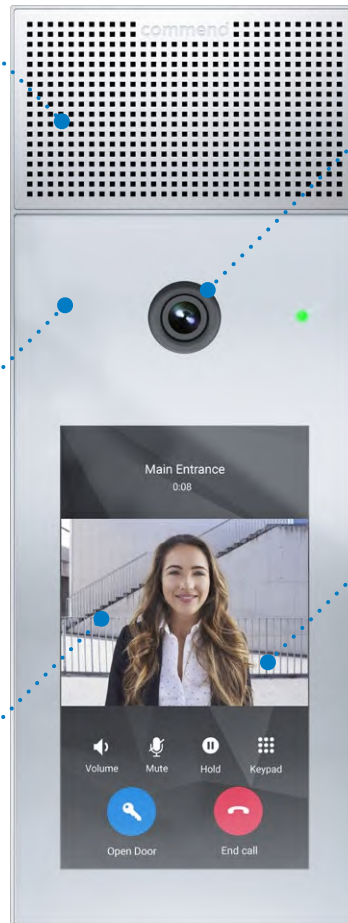 commend
Main Entrance
0:08
Volume Mute Hold Keypad
Open Door End call